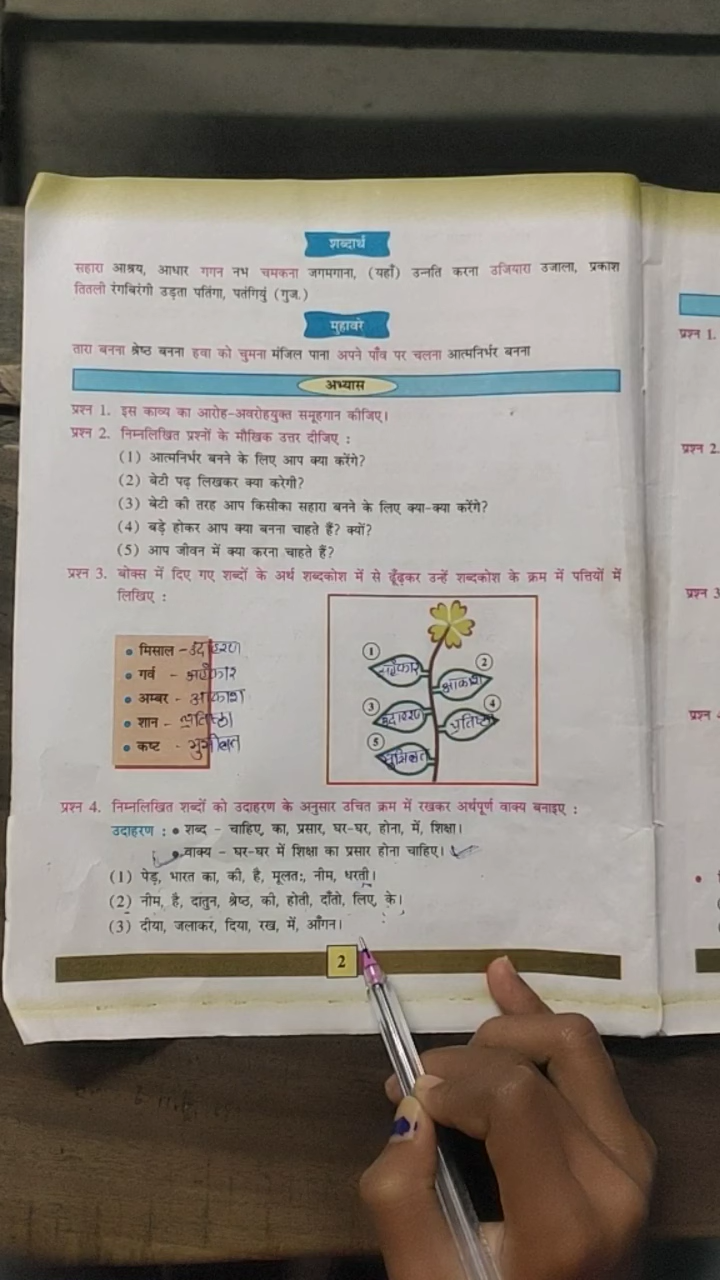 शब्दार्थ
सहारा आश्रय, आधार गगन नभ चमकना जगमगाना, (यहाँ) उन्नति करना उजियारा उजाला, प्रकाश
तितली रंगबिरंगी उड़ता पतिंगा, पतंगियुं (गुज.)
मुहावरे
तारा बनना श्रेष्ठ बनना हवा को चुमना मंजिल पाना अपने पाँव पर चलना आत्मनिर्भर बनना
अभ्यास
प्रश्न 1. इस काव्य का आरोह-अवरोहयुक्त समूहगान कीजिए।
प्रश्न 2. निम्नलिखित प्रश्नों के मौखिक उत्तर दीजिए :
(1) आत्मनिर्भर बनने के लिए आप क्या करेंगे?
(2) बेटी पढ़ लिखकर क्या करेगी?
(3) बेटी की तरह आप किसीका सहारा बनने के लिए क्या-क्या करेंगे?
(4) बड़े होकर आप क्या बनना चाहते हैं? क्यों?
(5) आप जीवन में क्या करना चाहते हैं?
प्रश्न 3. बोक्स में दिए गए शब्दों के अर्थ शब्दकोश में से ढूँढ़कर उन्हें शब्दकोश के क्रम में पत्तियों में
लिखिए :
• मिसाल - उदाहरण
• गर्व - अहँकार
• अम्बर - आकाश
• शान - प्रतिष्ठा
• कष्ट -
1 अहँकार
2 आकाश
3 उदाहरण
4 प्रतिष्ठा
5
प्रश्न 4. निम्नलिखित शब्दों को उदाहरण के अनुसार उचित क्रम में रखकर अर्थपूर्ण वाक्य बनाइए :
उदाहरण : • शब्द - चाहिए, का, प्रसार, घर-घर, होना, में, शिक्षा।
• वाक्य - घर-घर में शिक्षा का प्रसार होना चाहिए।
(1) पेड़, भारत का, की, है, मूलतः, नीम, धरती।
(2) नीम, है, दातुन, श्रेष्ठ, की, होती, दाँतो, लिए, के।
(3) दीया, जलाकर, दिया, रख, में, आँगन।
2
प्रश्न 1.
प्रश्न 2.
प्रश्न 3
प्रश्न